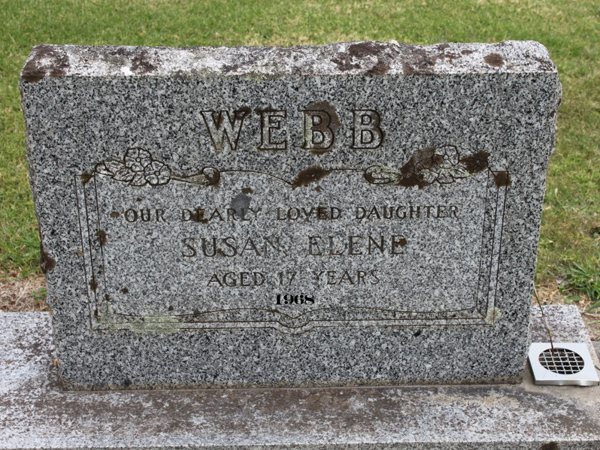 WEBB
OUR DEARLY LOVED DAUGHTER
SUSAN ELENE
AGED 17 YEARS
1968